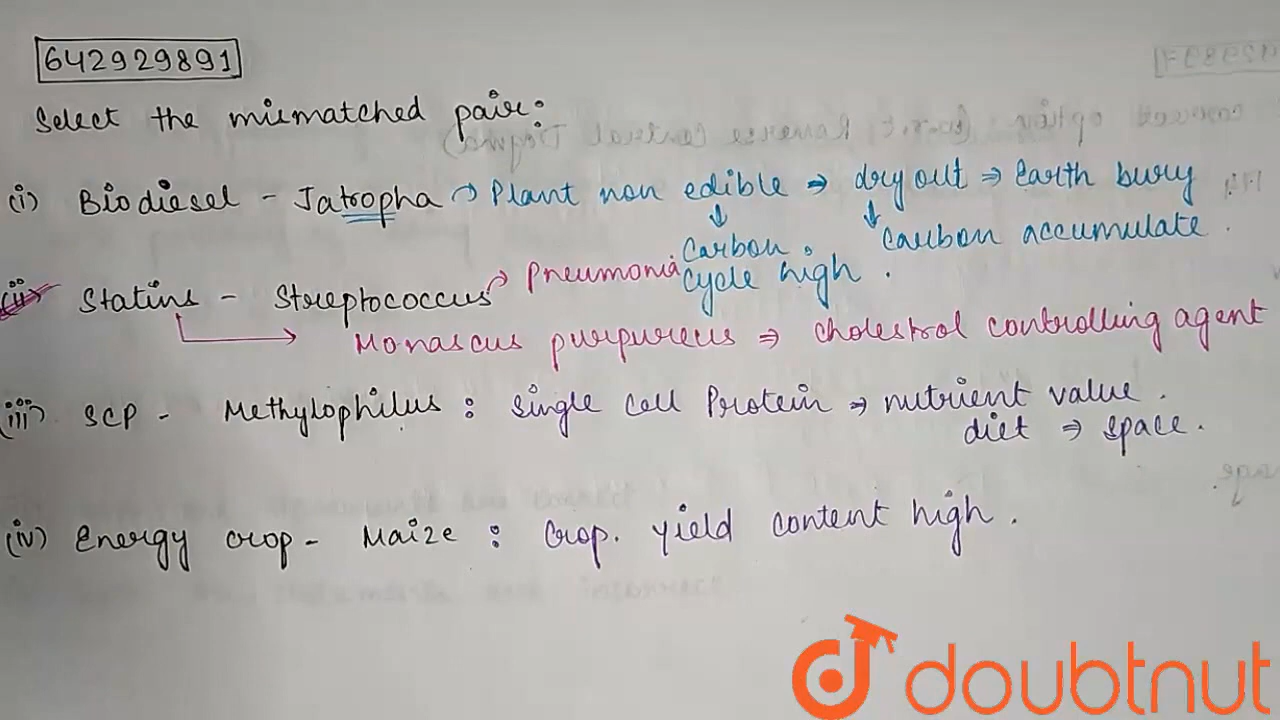 642929891
Select the mismatched pair:
(i) Biodiesel - Jatropha → Plant non edible ⇒ dry out ⇒ Earth bury
↓ Carbon cycle high.
↓ Carbon accumulate.
(ii) Statins - Streptococcus → Pneumonia
→ Monascus purpureus ⇒ Cholestrol controlling agent
(iii) SCP - Methylophilus : Single cell Protein ⇒ nutrient value.
diet ⇒ space.
(iv) Energy crop - Maize : Crop. yield content high.
doubtnut